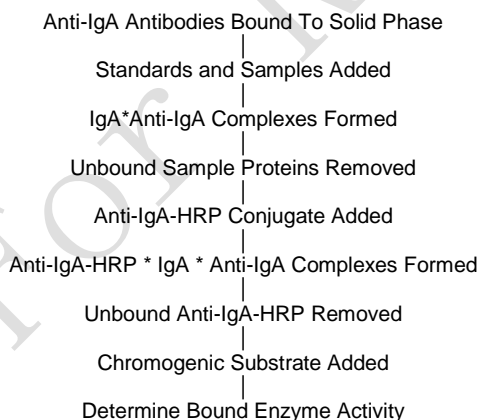 Anti-IgA Antibodies Bound To Solid Phase
Standards and Samples Added
IgA*Anti-IgA Complexes Formed
Unbound Sample Proteins Removed
Anti-IgA-HRP Conjugate Added
Anti-IgA-HRP * IgA * Anti-IgA Complexes Formed
Unbound Anti-IgA-HRP Removed
Chromogenic Substrate Added
Determine Bound Enzyme Activity
For